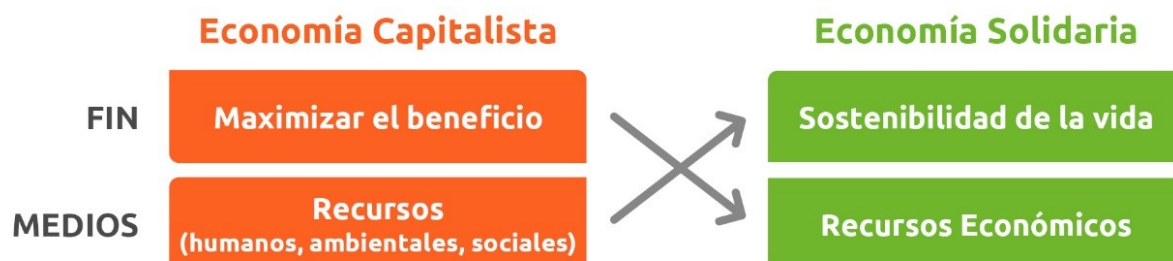 Economía Capitalista
Economía Solidaria
FIN
Maximizar el beneficio
Sostenibilidad de la vida
MEDIOS
Recursos
(humanos, ambientales, sociales)
Recursos Económicos